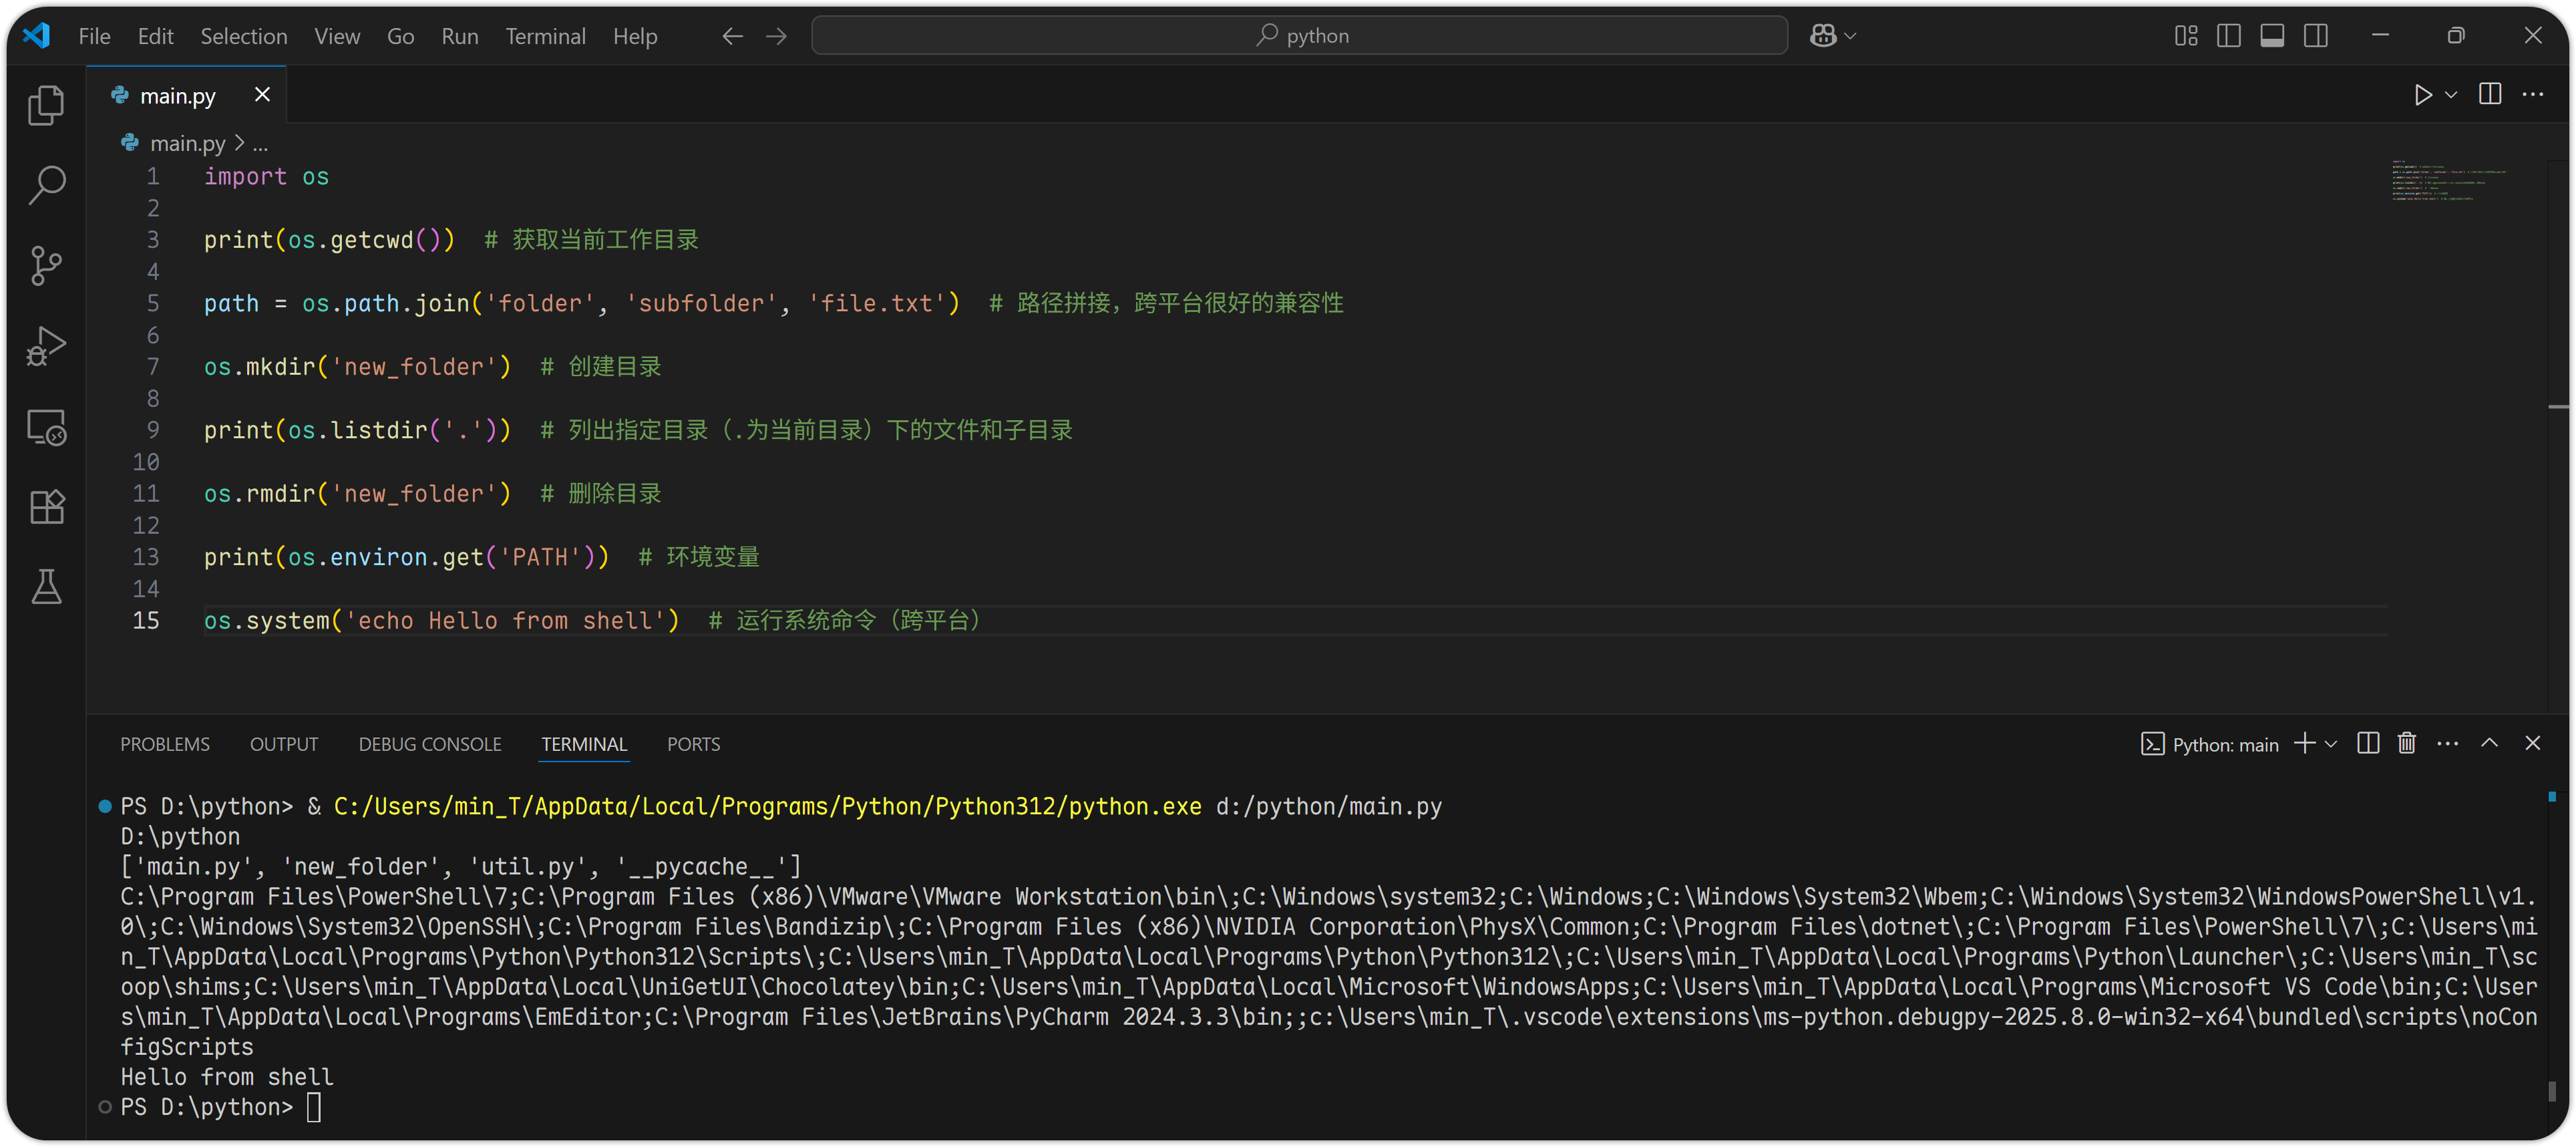 File Edit Selection View Go Run Terminal Help python
main.py
main.py > ...
1 import os
2
3 print(os.getcwd())  # 获取当前工作目录
4
5 path = os.path.join('folder', 'subfolder', 'file.txt')  # 路径拼接，跨平台很好的兼容性
6
7 os.mkdir('new_folder')  # 创建目录
8
9 print(os.listdir('.'))  # 列出指定目录（.为当前目录）下的文件和子目录
10
11 os.rmdir('new_folder')  # 删除目录
12
13 print(os.environ.get('PATH'))  # 环境变量
14
15 os.system('echo Hello from shell')  # 运行系统命令（跨平台）
PROBLEMS OUTPUT DEBUG CONSOLE TERMINAL PORTS Python: main
PS D:\python> & C:/Users/min_T/AppData/Local/Programs/Python/Python312/python.exe d:/python/main.py
D:\python
['main.py', 'new_folder', 'util.py', '__pycache__']
C:\Program Files\PowerShell\7;C:\Program Files (x86)\VMware\VMware Workstation\bin\;C:\Windows\system32;C:\Windows;C:\Windows\System32\Wbem;C:\Windows\System32\WindowsPowerShell\v1.
0\;C:\Windows\System32\OpenSSH\;C:\Program Files\Bandizip\;C:\Program Files (x86)\NVIDIA Corporation\PhysX\Common;C:\Program Files\dotnet\;C:\Program Files\PowerShell\7\;C:\Users\mi
n_T\AppData\Local\Programs\Python\Python312\Scripts\;C:\Users\min_T\AppData\Local\Programs\Python\Python312\;C:\Users\min_T\AppData\Local\Programs\Python\Launcher\;C:\Users\min_T\sc
oop\shims;C:\Users\min_T\AppData\Local\UniGetUI\Chocolatey\bin;C:\Users\min_T\AppData\Local\Microsoft\WindowsApps;C:\Users\min_T\AppData\Local\Programs\Microsoft VS Code\bin;C:\User
s\min_T\AppData\Local\Programs\EmEditor;C:\Program Files\JetBrains\PyCharm 2024.3.3\bin;;c:\Users\min_T\.vscode\extensions\ms-python.debugpy-2025.8.0-win32-x64\bundled\scripts\noCon
figScripts
Hello from shell
PS D:\python>